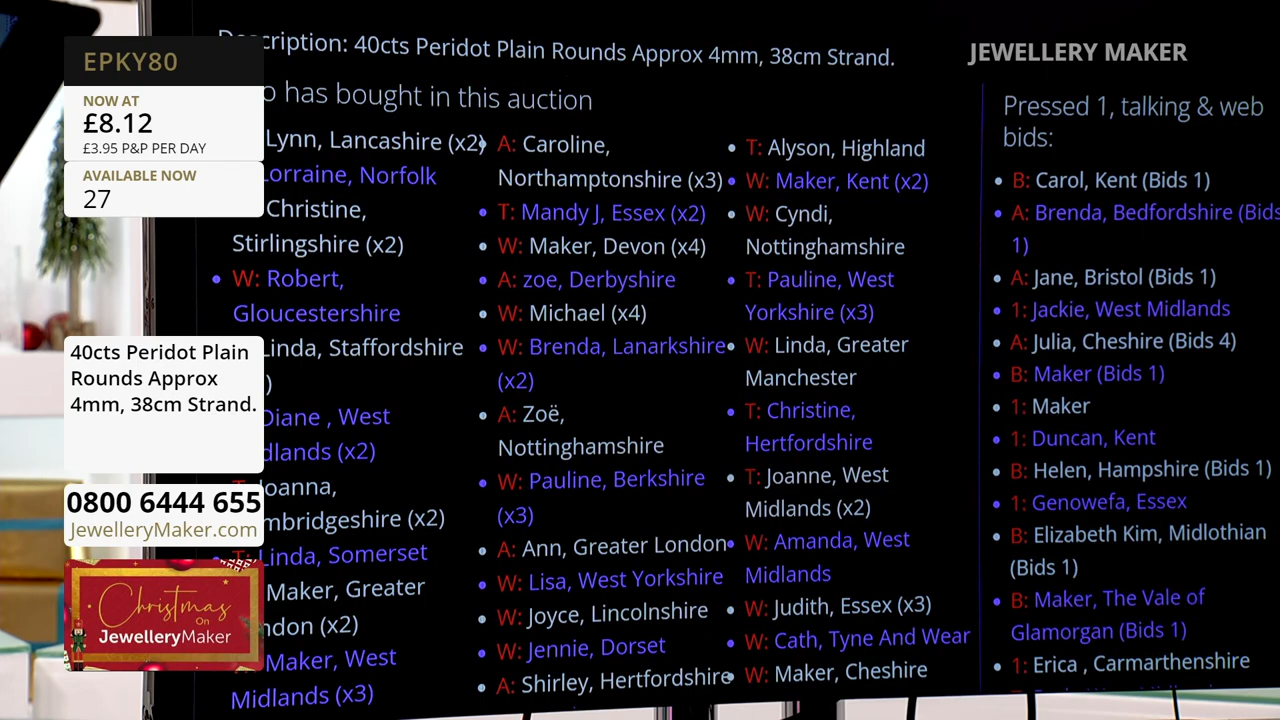 EPKY80
NOW AT
£8.12
£3.95 P&P PER DAY
AVAILABLE NOW
27
40cts Peridot Plain
Rounds Approx
4mm, 38cm Strand.
0800 6444 655
JewelleryMaker.com
Christmas
On
JewelleryMaker
Description: 40cts Peridot Plain Rounds Approx 4mm, 38cm Strand.
JEWELLERY MAKER
has bought in this auction
Lynn, Lancashire (x2)
Lorraine, Norfolk
Christine,
Stirlingshire (x2)
W: Robert,
Gloucestershire
Linda, Staffordshire
Diane , West
(x2)
Joanna,
(x2)
T: Linda, Somerset
Maker, Greater
(x2)
Maker, West
Midlands (x3)
A: Caroline,
Northamptonshire (x3)
T: Mandy J, Essex (x2)
W: Maker, Devon (x4)
A: zoe, Derbyshire
W: Michael (x4)
W: Brenda, Lanarkshire
(x2)
A: Zoë,
Nottinghamshire
W: Pauline, Berkshire
(x3)
A: Ann, Greater London
W: Lisa, West Yorkshire
W: Joyce, Lincolnshire
W: Jennie, Dorset
A: Shirley, Hertfordshire
T: Alyson, Highland
W: Maker, Kent (x2)
W: Cyndi,
Nottinghamshire
T: Pauline, West
Yorkshire (x3)
W: Linda, Greater
Manchester
T: Christine,
Hertfordshire
T: Joanne, West
Midlands (x2)
W: Amanda, West
Midlands
W: Judith, Essex (x3)
W: Cath, Tyne And Wear
W: Maker, Cheshire
Pressed 1, talking & web
bids:
B: Carol, Kent (Bids 1)
A: Brenda, Bedfordshire (Bids
1)
A: Jane, Bristol (Bids 1)
1: Jackie, West Midlands
A: Julia, Cheshire (Bids 4)
B: Maker (Bids 1)
1: Maker
1: Duncan, Kent
B: Helen, Hampshire (Bids 1)
1: Genowefa, Essex
B: Elizabeth Kim, Midlothian
(Bids 1)
B: Maker, The Vale of
Glamorgan (Bids 1)
1: Erica , Carmarthenshire